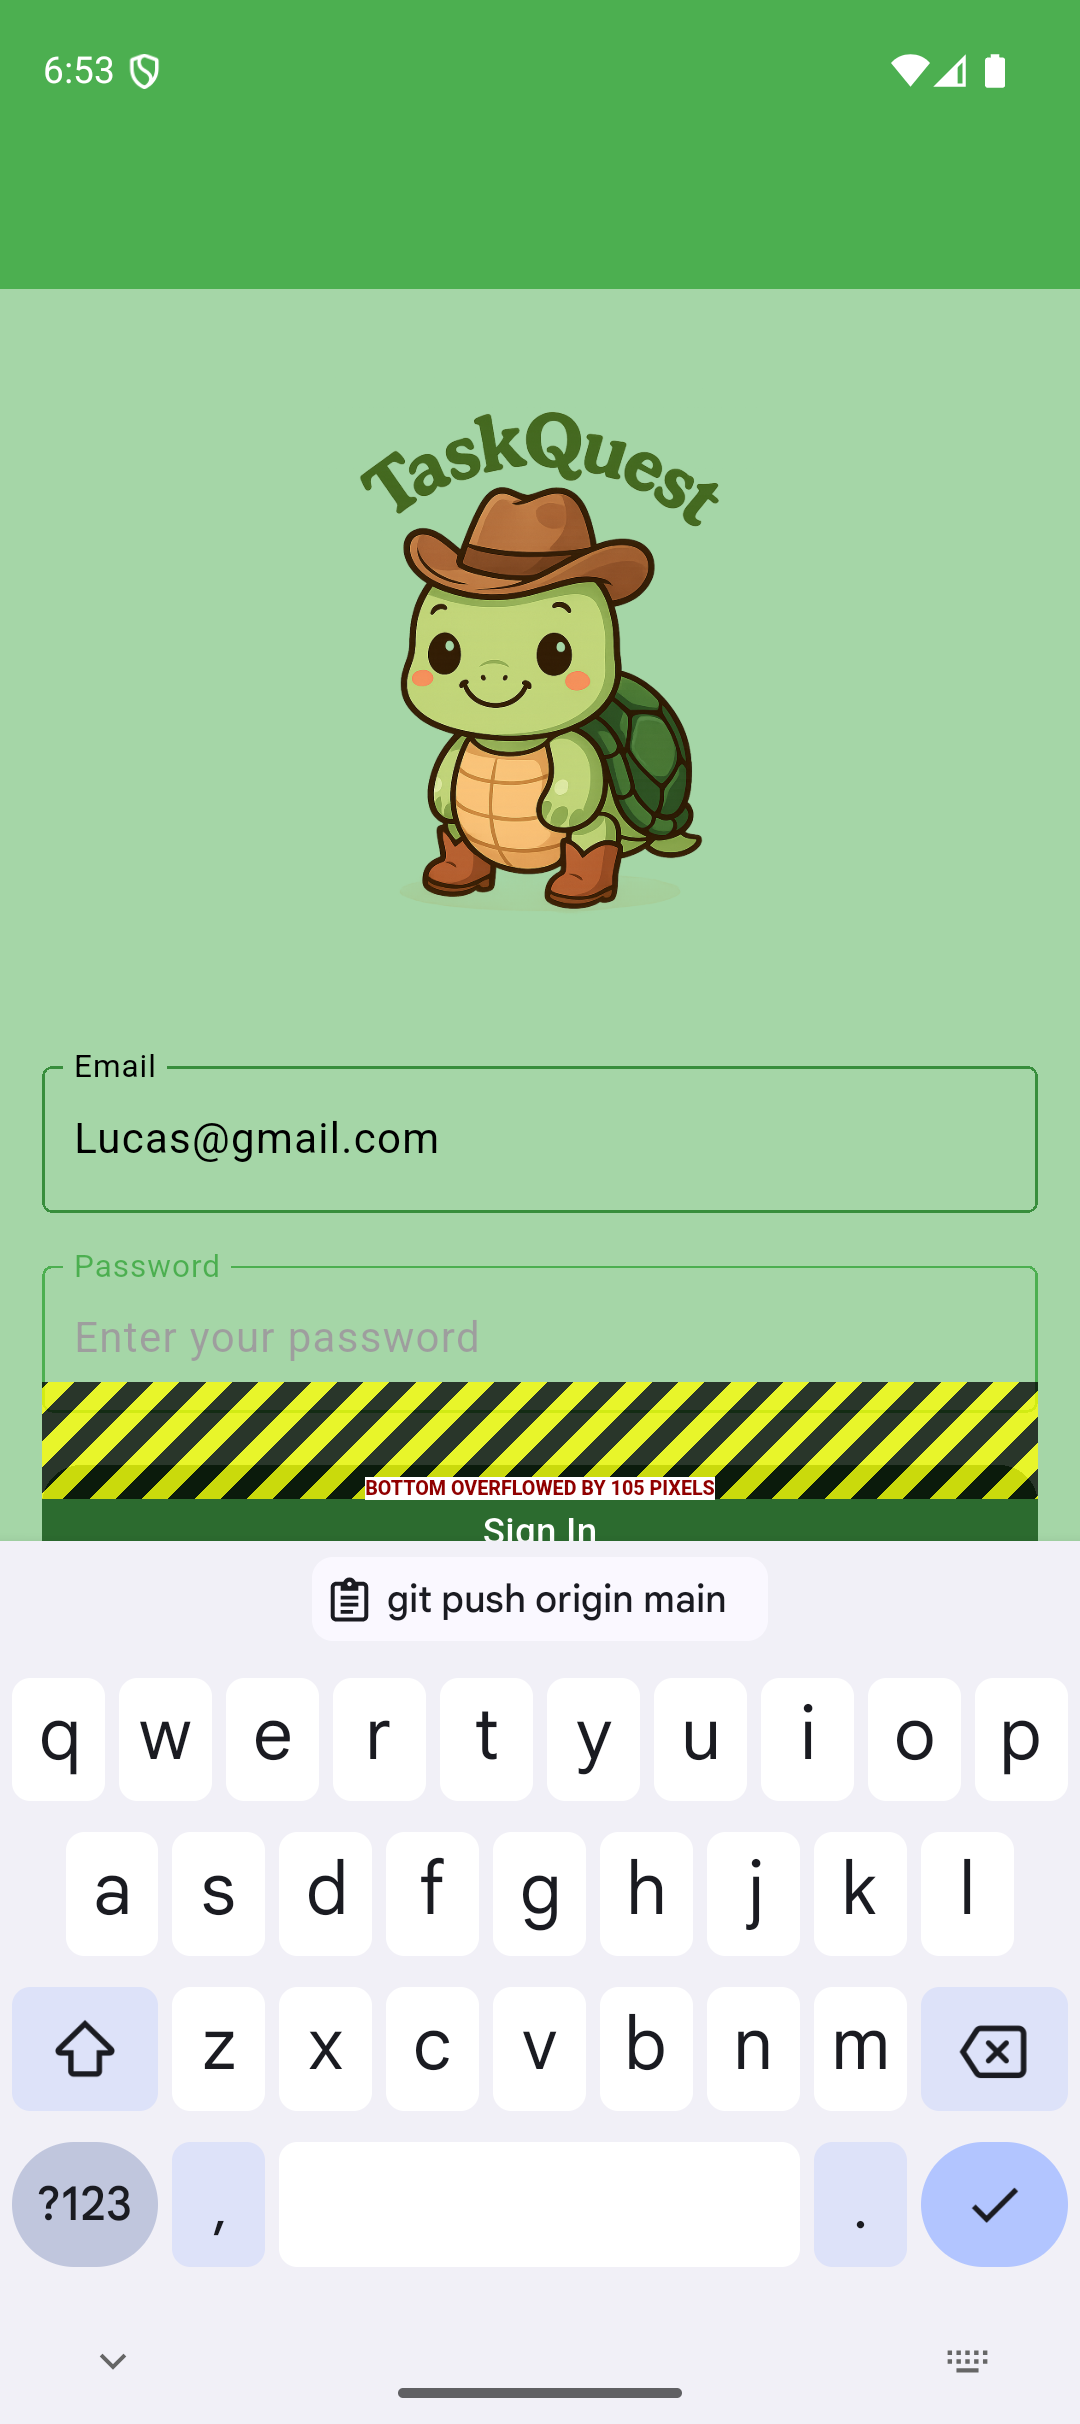 6:53
TaskQuest
Email
Lucas@gmail.com
Password
Enter your password
BOTTOM OVERFLOWED BY 105 PIXELS
Sign In
git push origin main
q w e r t y u i o p
a s d f g h j k l
z x c v b n m
?123 , .